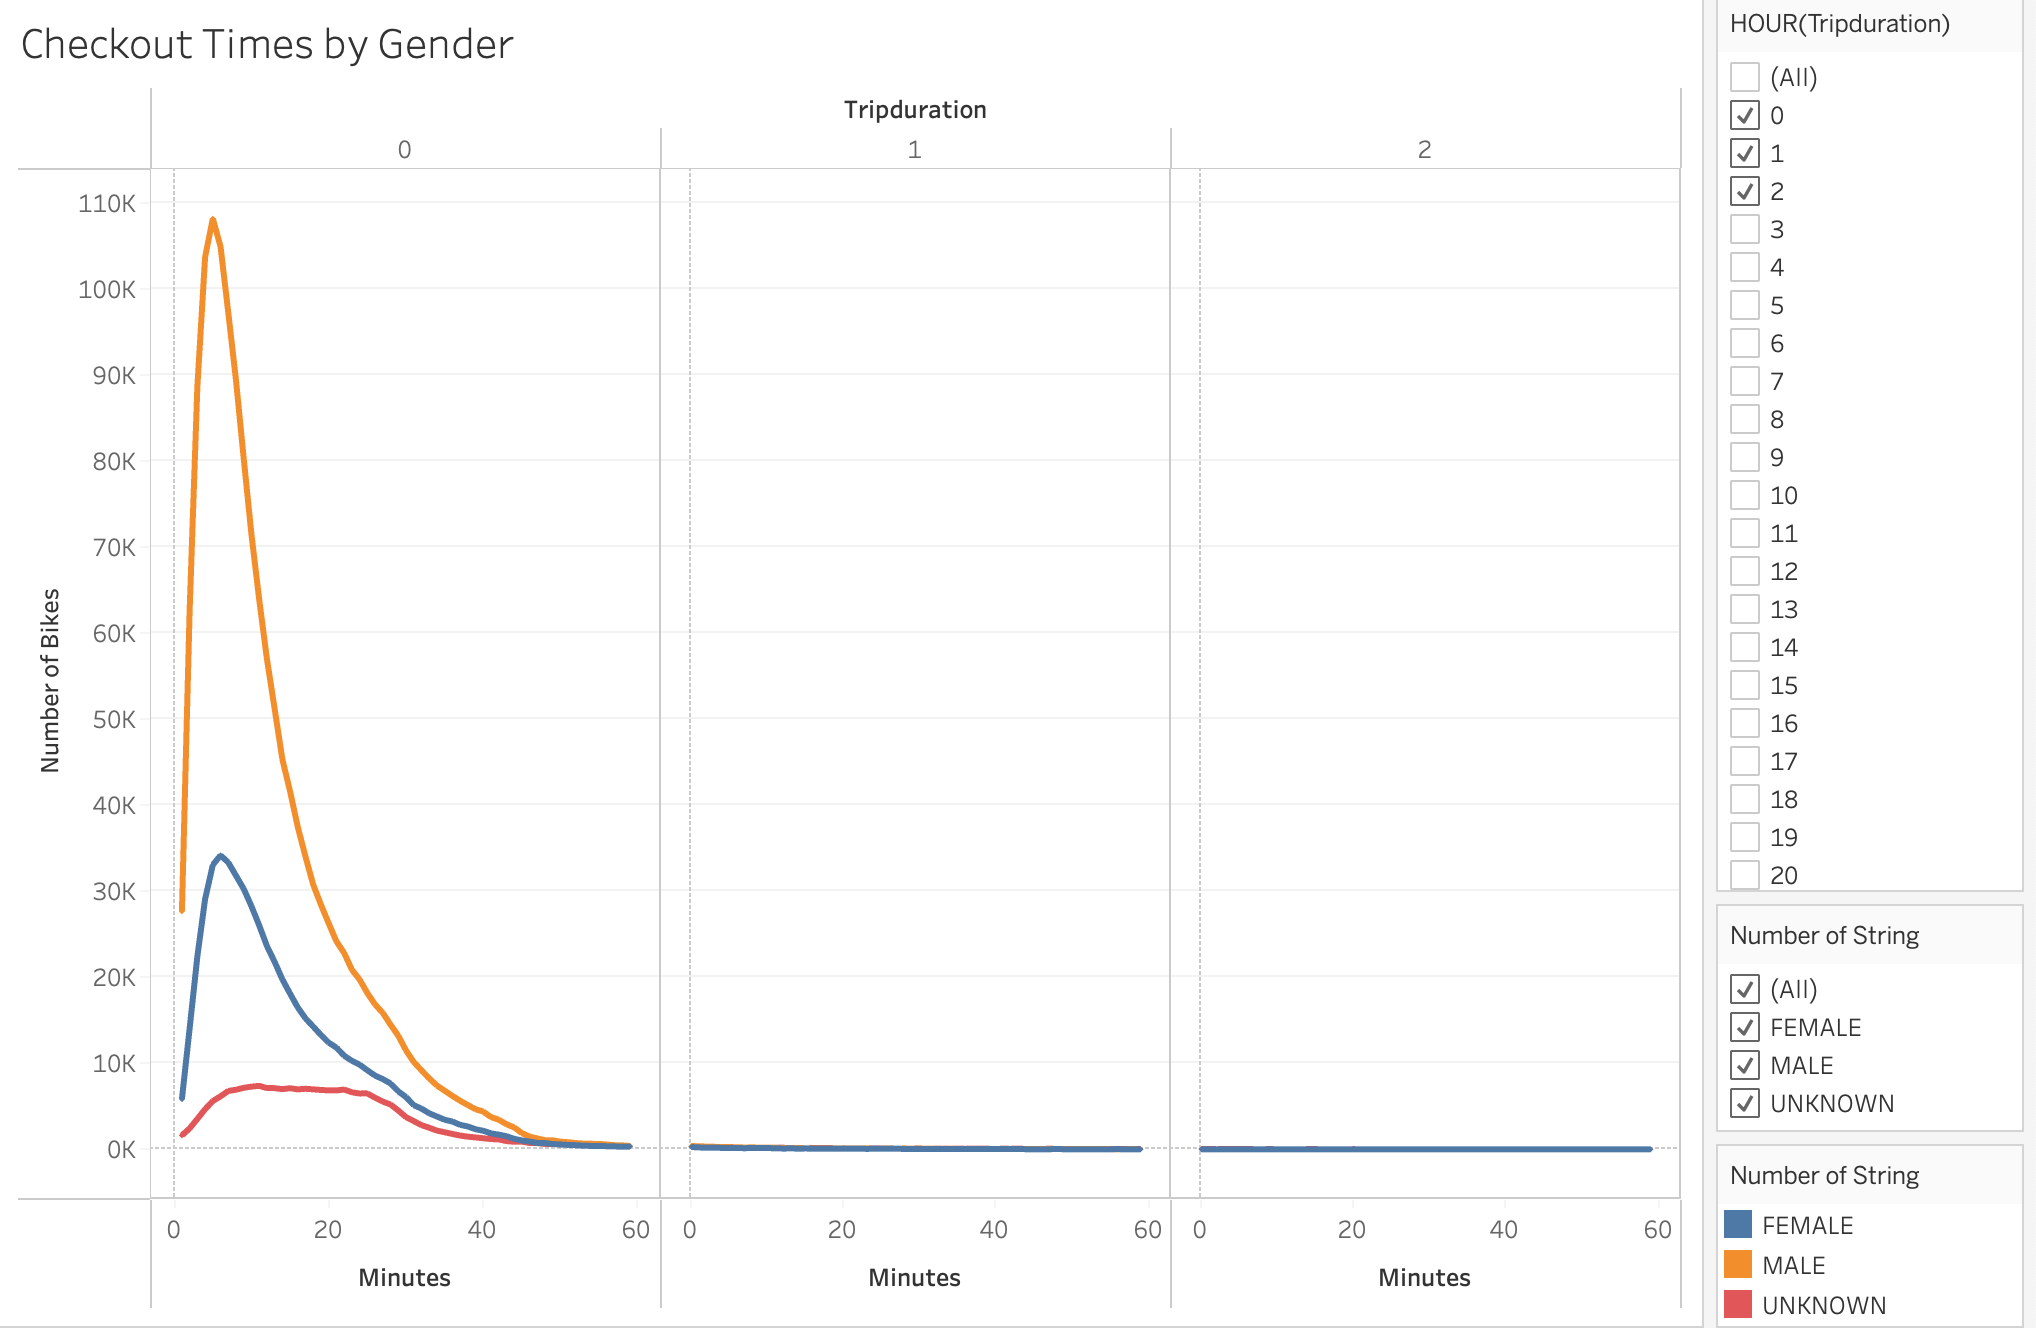 Checkout Times by Gender
Tripduration
0 1 2
110K
100K
90K
80K
70K
60K
50K
40K
30K
20K
10K
0K
Number of Bikes
0 20 40 60 0 20 40 60 0 20 40 60
Minutes Minutes Minutes
HOUR(Tripduration)
(All)
0
1
2
3
4
5
6
7
8
9
10
11
12
13
14
15
16
17
18
19
20
Number of String
(All)
FEMALE
MALE
UNKNOWN
Number of String
FEMALE
MALE
UNKNOWN